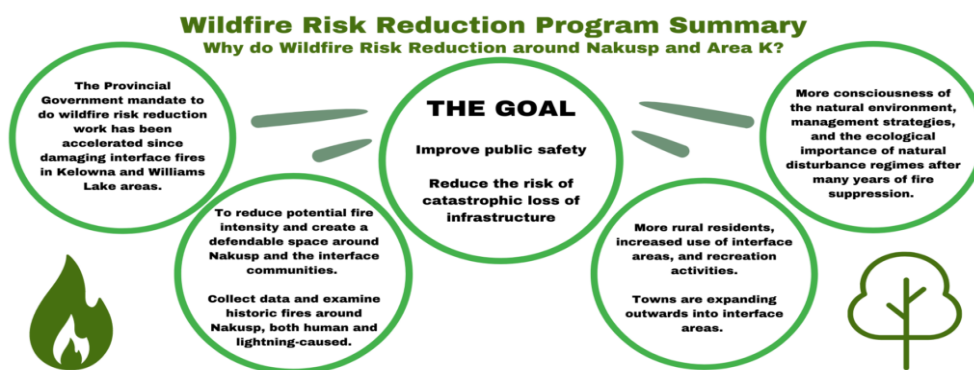 Wildfire Risk Reduction Program Summary
Why do Wildfire Risk Reduction around Nakusp and Area K?
The Provincial
Government mandate to
do wildfire risk reduction
work has been
accelerated since
damaging interface fires
in Kelowna and Williams
Lake areas.
To reduce potential fire
intensity and create a
defendable space around
Nakusp and the interface
communities.
Collect data and examine
historic fires around
Nakusp, both human and
lightning-caused.
THE GOAL
Improve public safety
Reduce the risk of
catastrophic loss of
infrastructure
More rural residents,
increased use of interface
areas, and recreation
activities.
Towns are expanding
outwards into interface
areas.
More consciousness of
the natural environment,
management strategies,
and the ecological
importance of natural
disturbance regimes after
many years of fire
suppression.